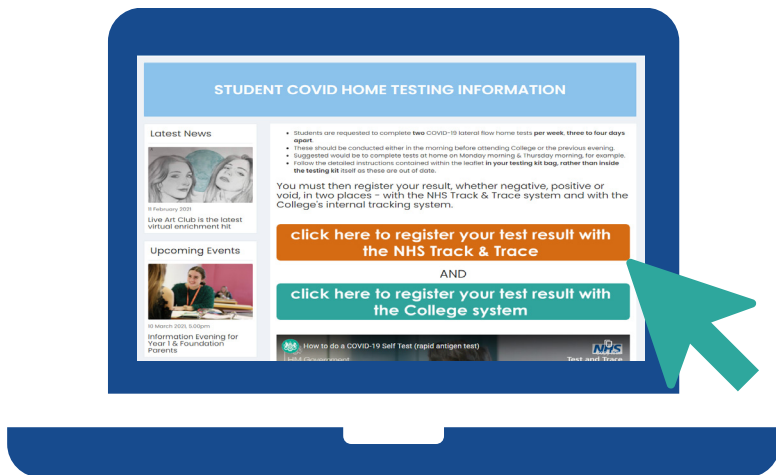 STUDENT COVID HOME TESTING INFORMATION
Latest News
11 February 2021
Live Art Club is the latest
virtual enrichment hit
Upcoming Events
10 March 2021, 5.00pm
Information Evening for
Year 1 & Foundation
Parents
• Students are requested to complete two COVID-19 lateral flow home tests per week, three to four days
apart.
• These should be conducted either in the morning before attending College or the previous evening.
• Suggested would be to complete tests at home on Monday morning & Thursday morning, for example.
• Follow the detailed instructions contained within the leaflet in your testing kit bag, rather than inside
the testing kit itself as these are out of date.
You must then register your result, whether negative, positive or
void, in two places - with the NHS Track & Trace system and with the
College's internal tracking system.
click here to register your test result with
the NHS Track & Trace
AND
click here to register your test result with
the College system
How to do a COVID-19 Self Test (rapid antigen test)
HM Government
NHS
Test and Trace